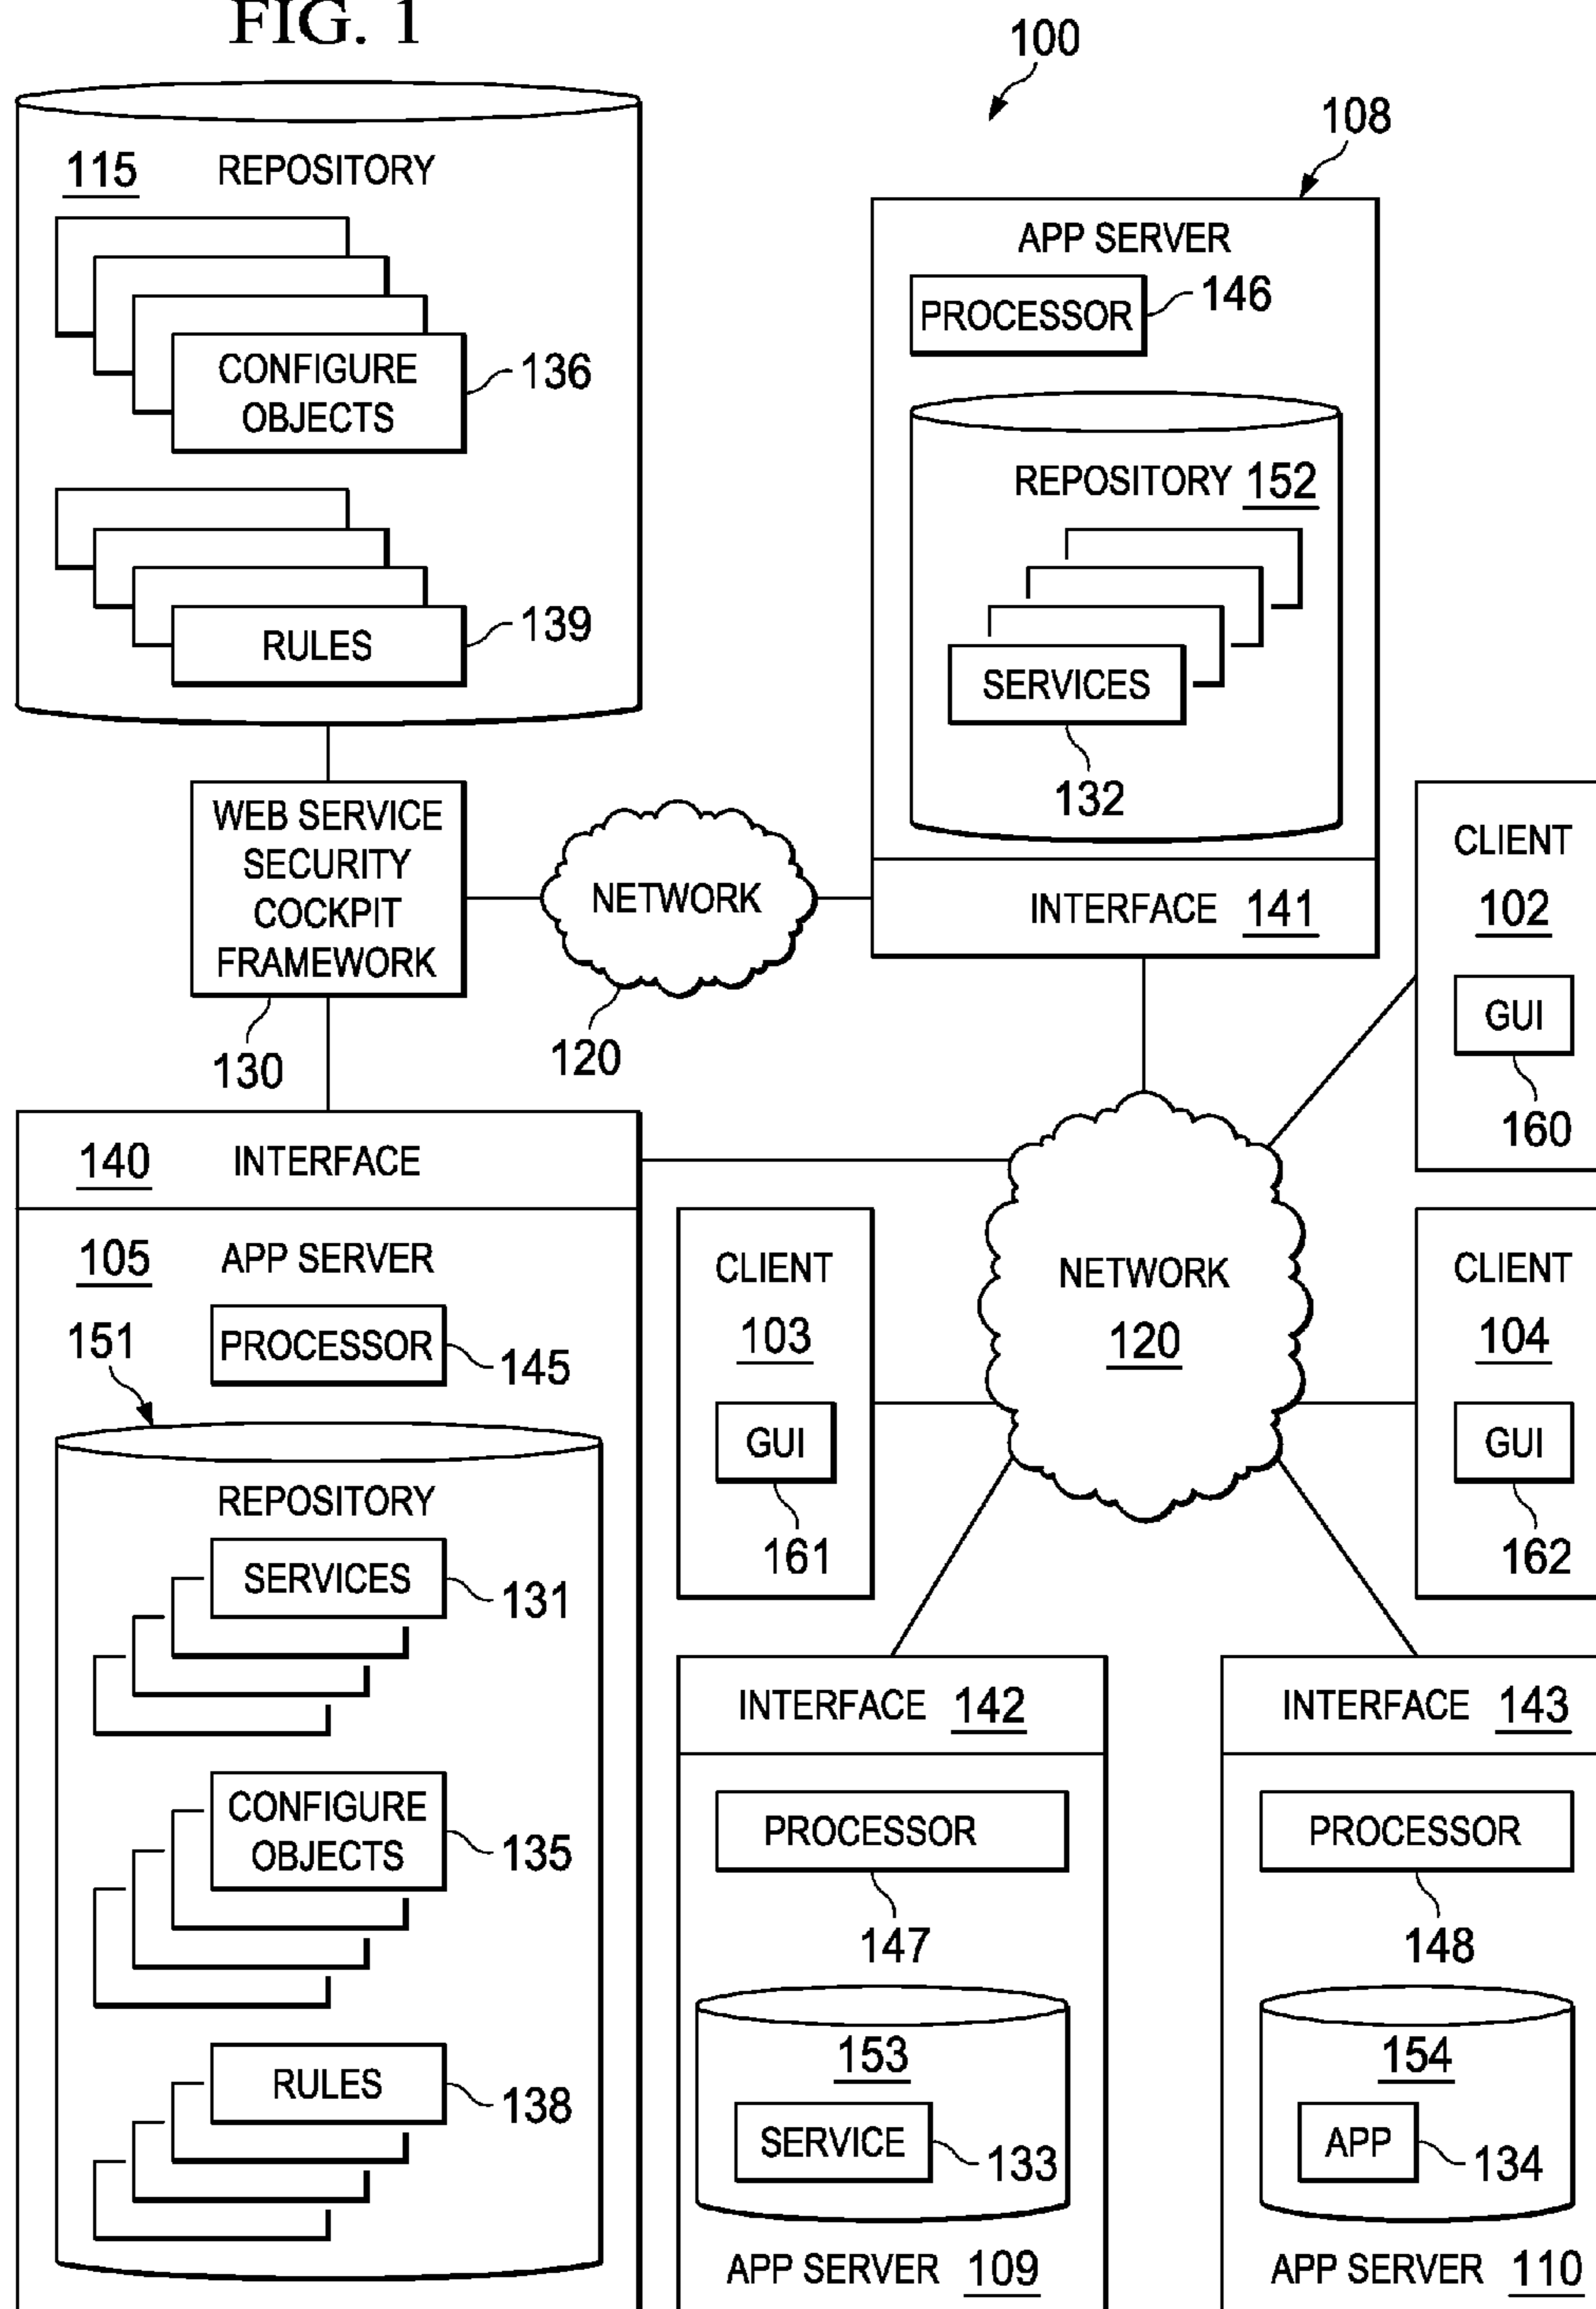 FIG. 1
100
108
115 REPOSITORY
CONFIGURE
OBJECTS
136
RULES
139
APP SERVER
PROCESSOR
146
REPOSITORY 152
SERVICES
132
INTERFACE 141
WEB SERVICE
SECURITY
COCKPIT
FRAMEWORK
130
NETWORK
120
CLIENT
102
GUI
160
140 INTERFACE
105 APP SERVER
PROCESSOR
145
151
REPOSITORY
SERVICES
131
CONFIGURE
OBJECTS
135
RULES
138
CLIENT
103
GUI
161
NETWORK
120
CLIENT
104
GUI
162
INTERFACE 142
PROCESSOR
147
153
SERVICE
133
APP SERVER 109
INTERFACE 143
PROCESSOR
148
154
APP
134
APP SERVER 110